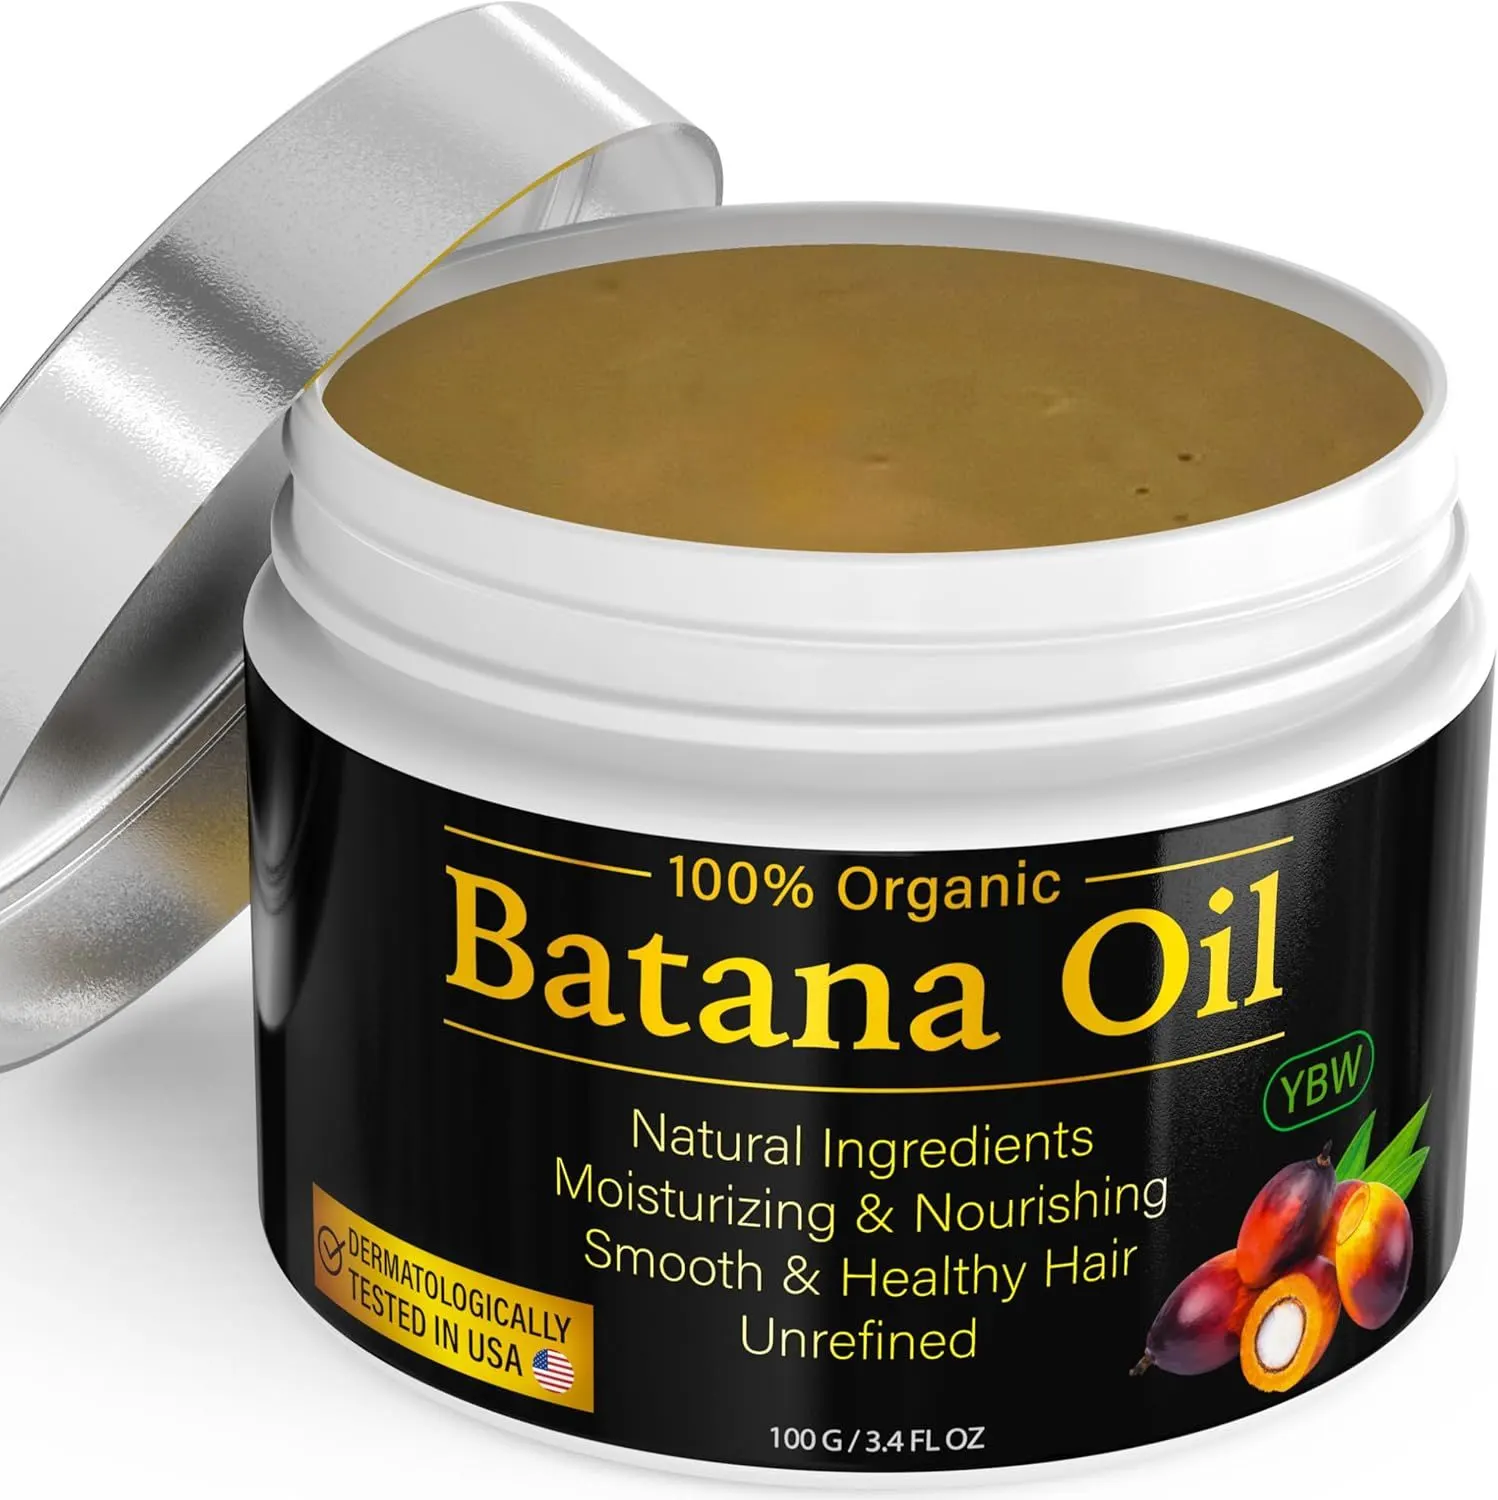 100% Organic
Batana Oil
YBW
Natural Ingredients
Moisturizing & Nourishing
Smooth & Healthy Hair
Unrefined
DERMATOLOGICALLY
TESTED IN USA
100 G / 3.4 FL OZ